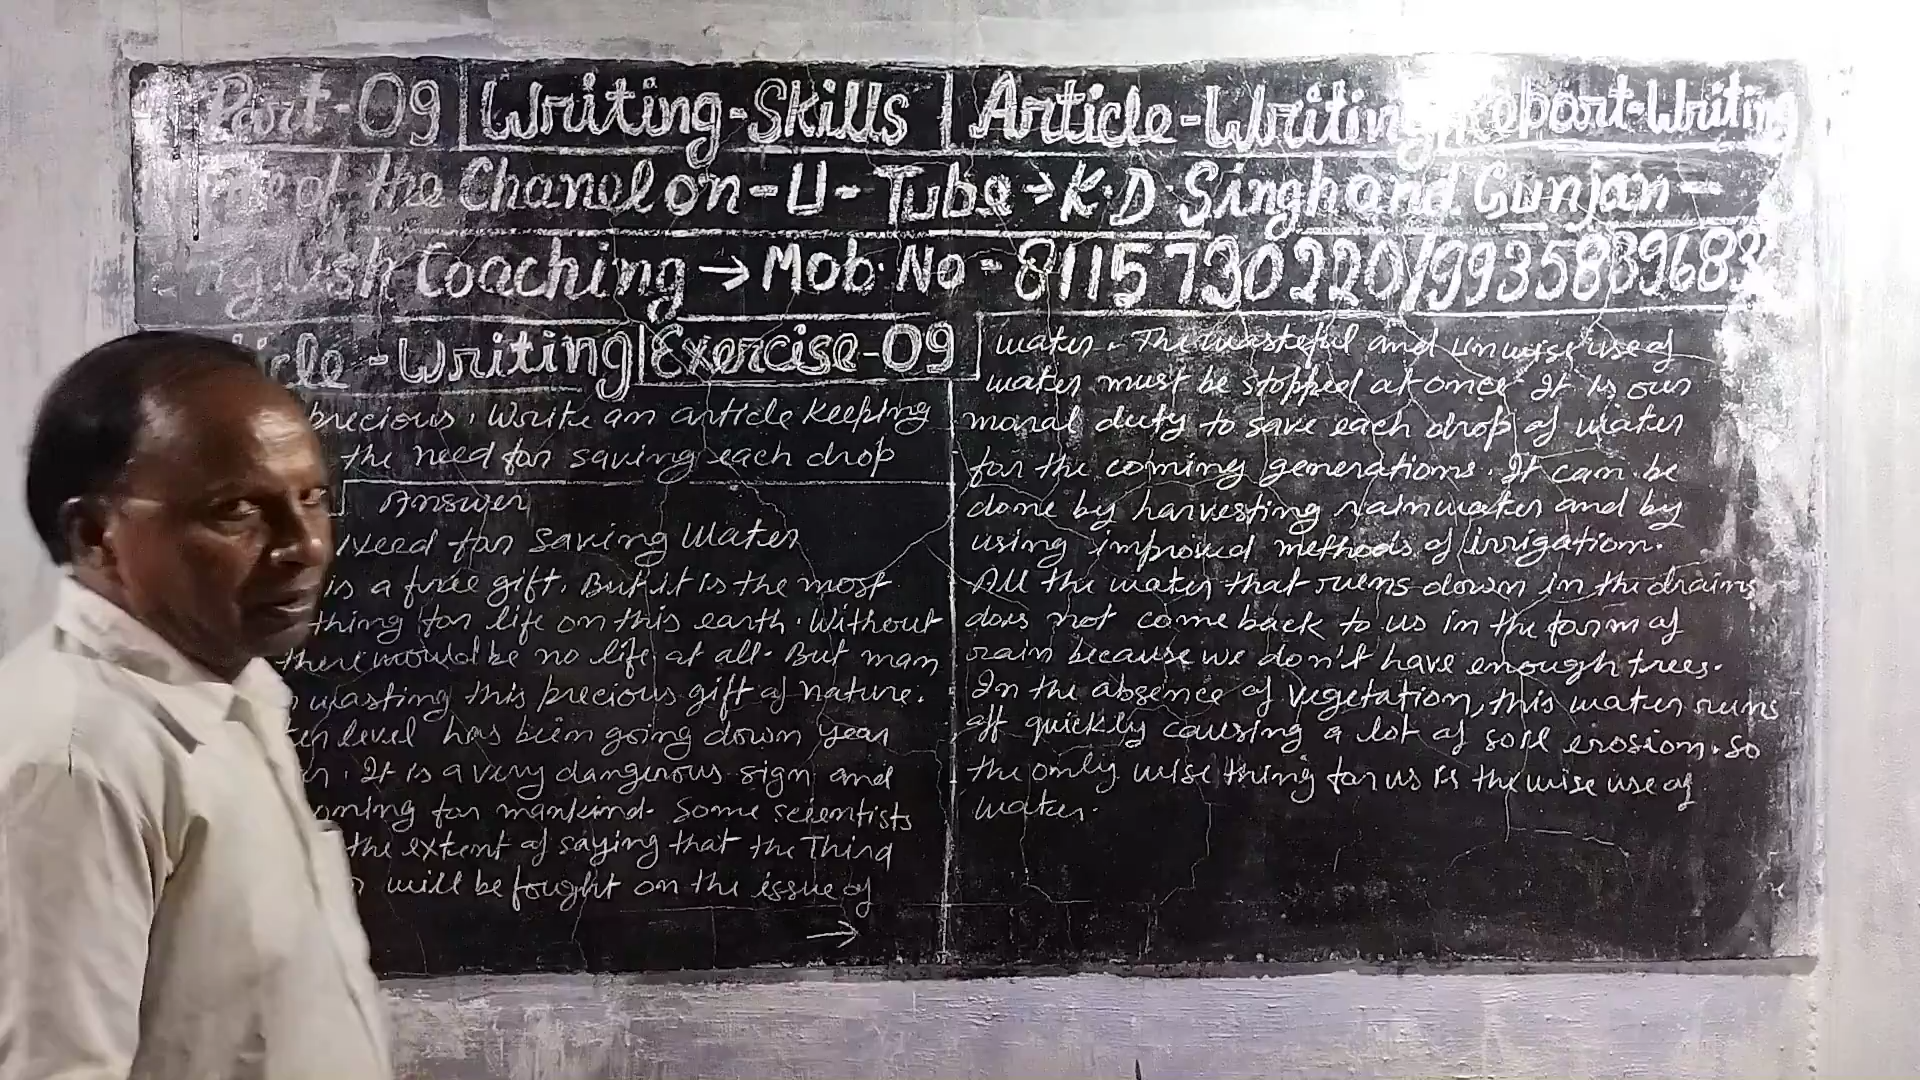 Part-09 | Writing-Skills | Article-Writing Report-Writing
of the Chanel on-U-Tube → K.D. Singh and Gunjan-
English Coaching → Mob. No-8115730220/9935839683
icle-Writing | Exercise-09
precious. Write an article keeping
the need for saving each drop
Answer
Need for Saving Water
is a free gift. But it is the most
thing for life on this earth. Without
there would be no life at all. But man
wasting this precious gift of nature.
ter level has been going down year
It is a very dangerous sign and
oming for mankind. Some scientists
the extent of saying that the Third
will be fought on the issue of
→
water. The wasteful and unwise use of
water must be stopped at once. It is our
moral duty to save each drop of water
for the coming generations. It can be
done by harvesting rainwater and by
using improved methods of irrigation.
All the water that runs down in the drains
does not come back to us in the form of
rain because we don't have enough trees.
In the absence of vegetation, this water runs
off quickly causing a lot of soil erosion. So
the only wise thing for us is the wise use of
water.